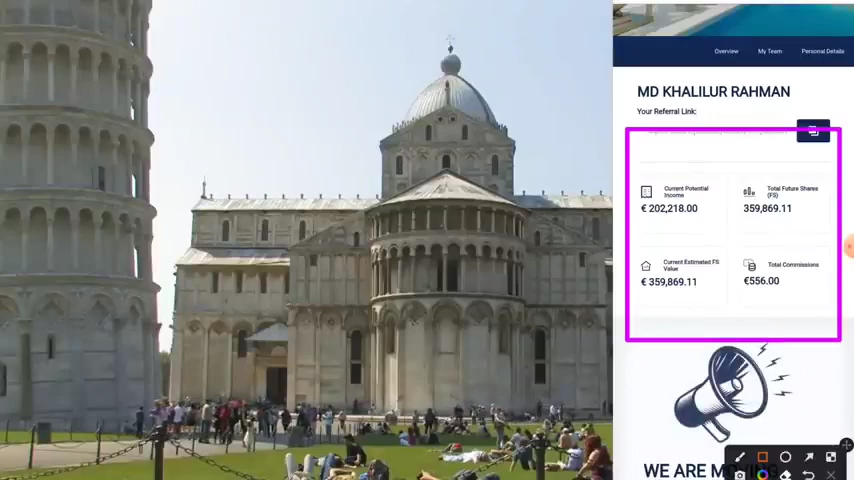 Overview My Team Personal Details
MD KHALILUR RAHMAN
Your Referral Link:
Current Potential Income
€ 202,218.00
Total Future Shares (FS)
359,869.11
Current Estimated FS Value
€ 359,869.11
Total Commissions
€556.00
WE ARE MOVING